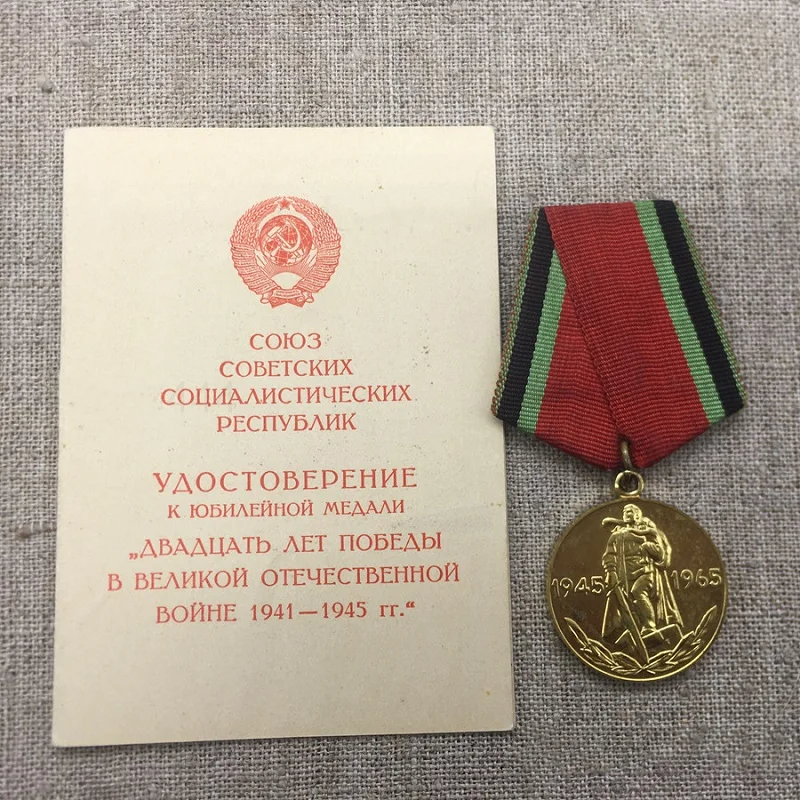 СОЮЗ
СОВЕТСКИХ
СОЦИАЛИСТИЧЕСКИХ
РЕСПУБЛИК
УДОСТОВЕРЕНИЕ
К ЮБИЛЕЙНОЙ МЕДАЛИ
„ДВАДЦАТЬ ЛЕТ ПОБЕДЫ
В ВЕЛИКОЙ ОТЕЧЕСТВЕННОЙ
ВОЙНЕ 1941—1945 гг.“
1945 1965